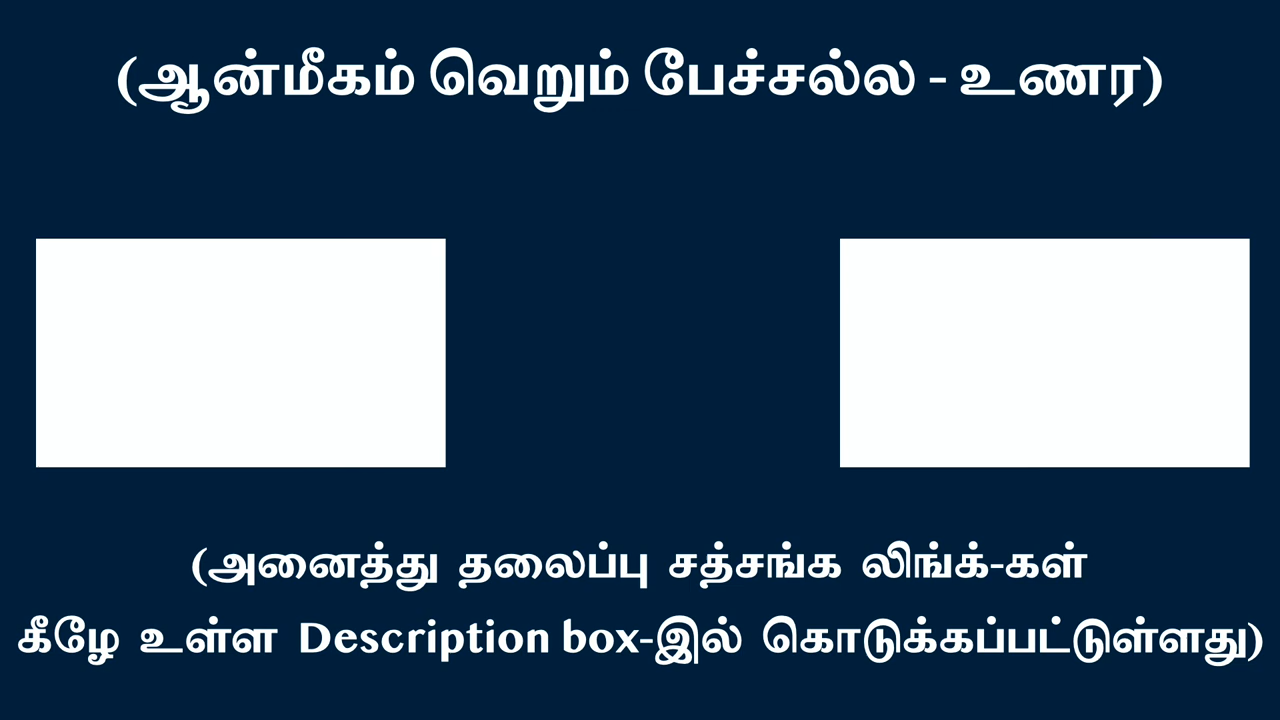 (ஆன்மீகம் வெறும் பேச்சல்ல - உணர)
(அனைத்து தலைப்பு சத்சங்க லிங்க்-கள்
கீழே உள்ள Description box-இல் கொடுக்கப்பட்டுள்ளது)